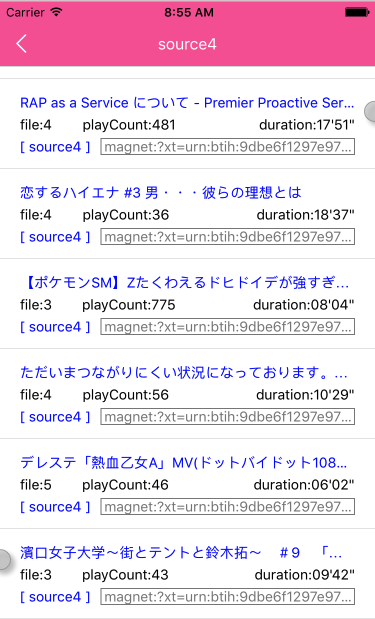 Carrier 8:55 AM
source4
RAP as a Service について - Premier Proactive Ser...
file:4 playCount:481 duration:17'51"
[ source4 ] magnet:?xt=urn:btih:9dbe6f1297e97...
恋するハイエナ #3 男・・・彼らの理想とは
file:4 playCount:36 duration:18'37"
[ source4 ] magnet:?xt=urn:btih:9dbe6f1297e97...
【ポケモンSM】Zたくわえるドヒドイデが強すぎ...
file:3 playCount:775 duration:08'04"
[ source4 ] magnet:?xt=urn:btih:9dbe6f1297e97...
ただいまつながりにくい状況になっております。...
file:4 playCount:56 duration:10'29"
[ source4 ] magnet:?xt=urn:btih:9dbe6f1297e97...
デレステ「熱血乙女A」MV(ドットバイドット108...
file:5 playCount:46 duration:06'02"
[ source4 ] magnet:?xt=urn:btih:9dbe6f1297e97...
濱口女子大学〜街とテントと鈴木拓〜　＃９　「...
file:3 playCount:43 duration:09'42"
[ source4 ] magnet:?xt=urn:btih:9dbe6f1297e97...